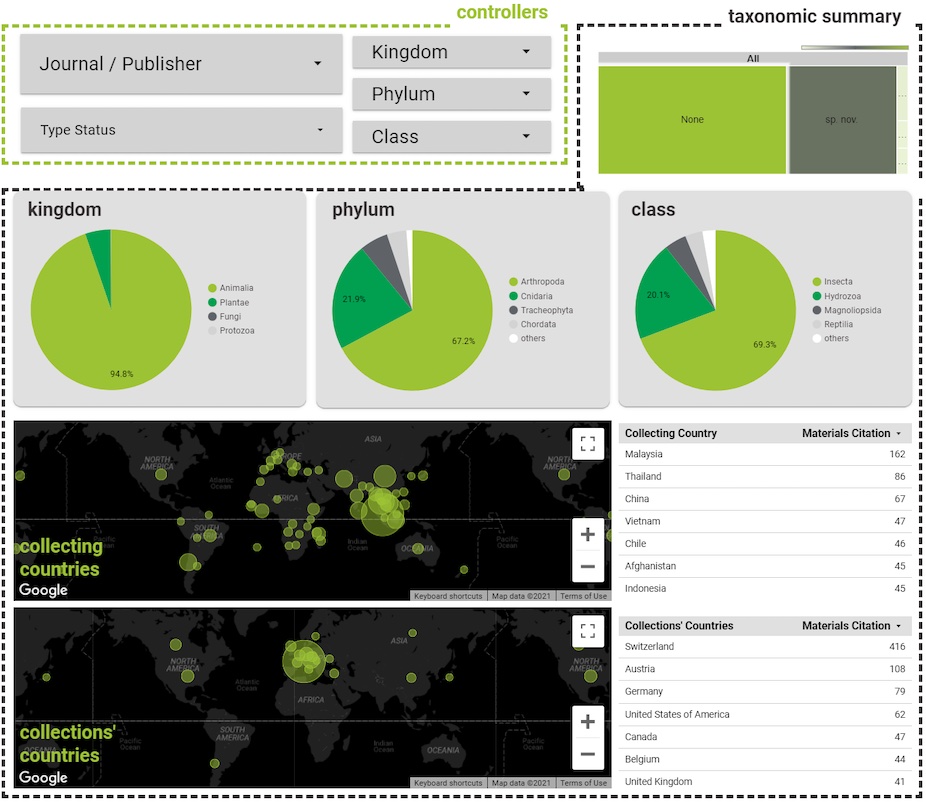 controllers
taxonomic summary
Journal / Publisher
Kingdom
Phylum
Type Status
Class
All
None
sp. nov.
...
...
...
kingdom
94.8%
Animalia
Plantae
Fungi
Protozoa
phylum
21.9%
67.2%
Arthropoda
Cnidaria
Tracheophyta
Chordata
others
class
20.1%
69.3%
Insecta
Hydrozoa
Magnoliopsida
Reptilia
others
ASIA
NORTH AMERICA
Atlantic Ocean
AFRICA
SOUTH
Indian Ocean
OCEANIA
Pacific Ocean
NORTH AMERICA
Pacific
collecting
countries
Google
Keyboard shortcuts
Map data ©2021
Terms of Use
Collecting Country Materials Citation
Malaysia 162
Thailand 86
China 67
Vietnam 47
Chile 46
Afghanistan 45
Indonesia 45
ASIA
NORTH AMERICA
Atlantic Ocean
AFRICA
SOUTH AMERICA
Indian Ocean
OCEANIA
Pacific Ocean
NORTH AMERICA
Pacific Ocean
OCEANIA
collections'
countries
Google
Keyboard shortcuts
Map data ©2021
Terms of Use
Collections' Countries Materials Citation
Switzerland 416
Austria 108
Germany 79
United States of America 62
Canada 47
Belgium 44
United Kingdom 41